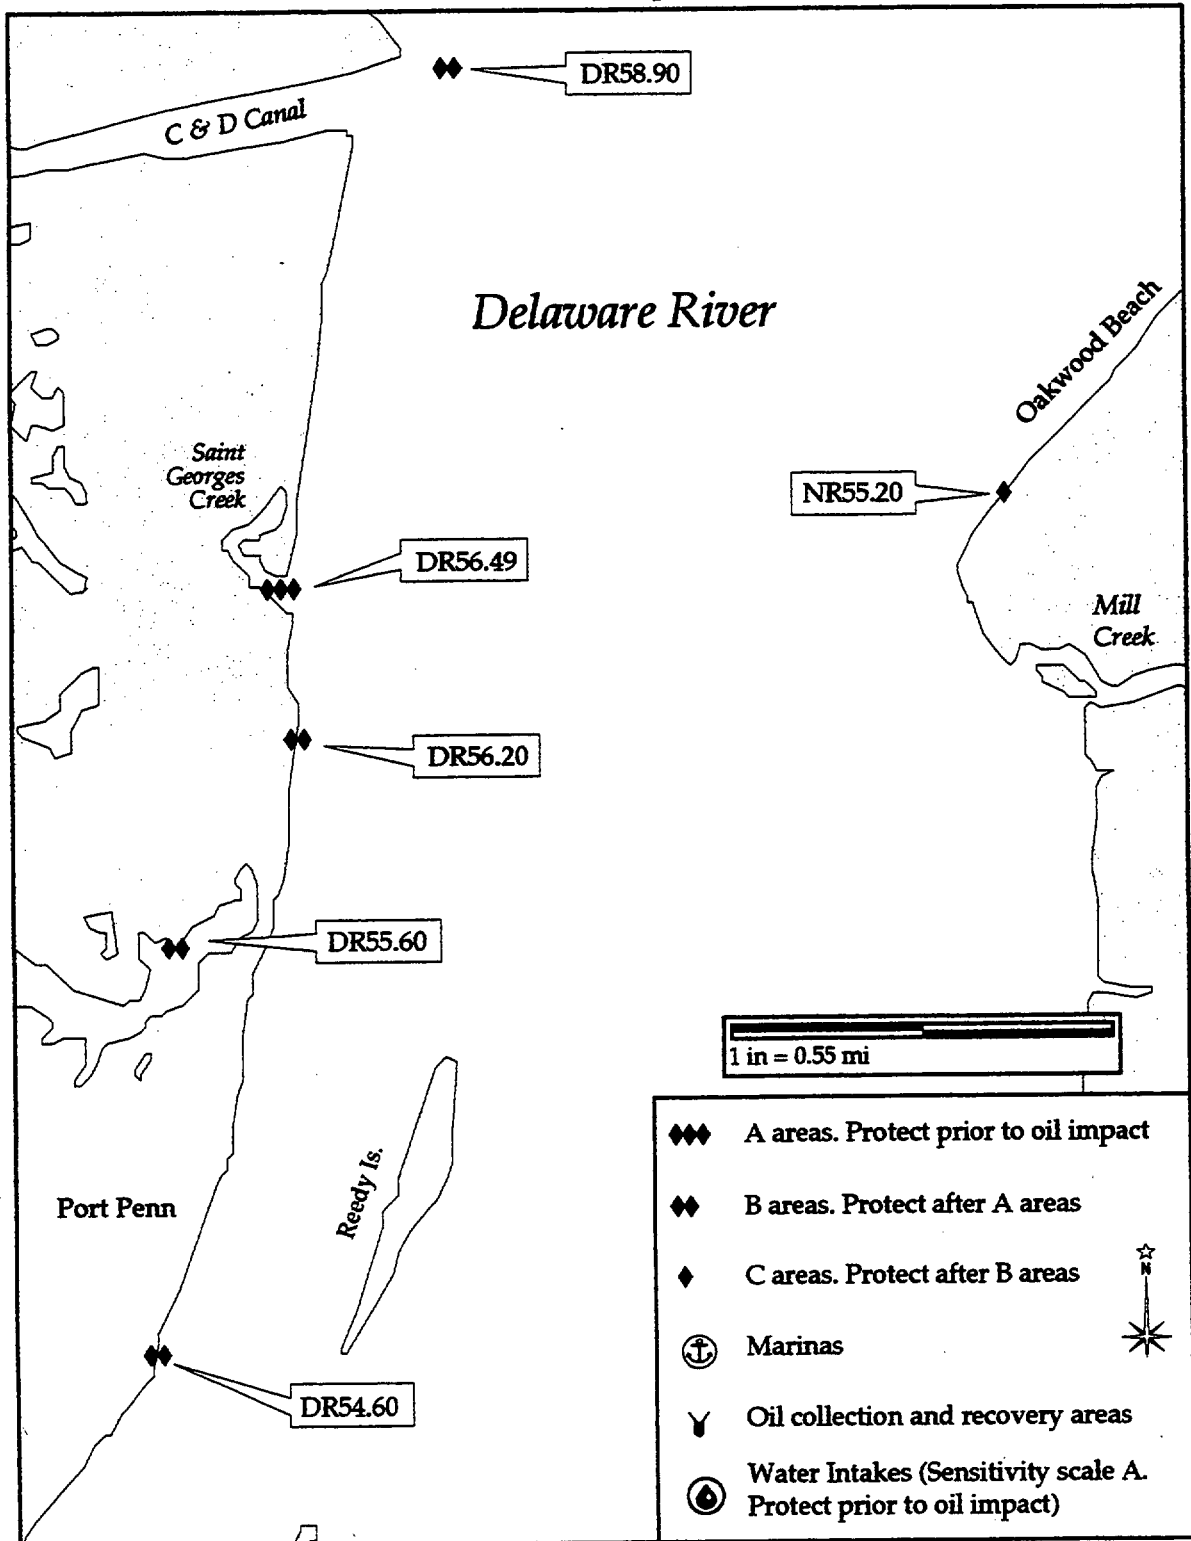 DR58.90
C & D Canal
Delaware River
Oakwood Beach
Saint
Georges
Creek
NR55.20
DR56.49
Mill
Creek
DR56.20
DR55.60
1 in = 0.55 mi
Reedy Is.
Port Penn
DR54.60
A areas. Protect prior to oil impact
B areas. Protect after A areas
C areas. Protect after B areas
N
Marinas
Oil collection and recovery areas
Water Intakes (Sensitivity scale A.
Protect prior to oil impact)